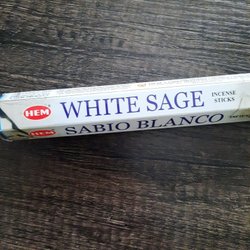 HEM
WHITE SAGE
INCENSE
STICKS
HEM
SABIO BLANCO